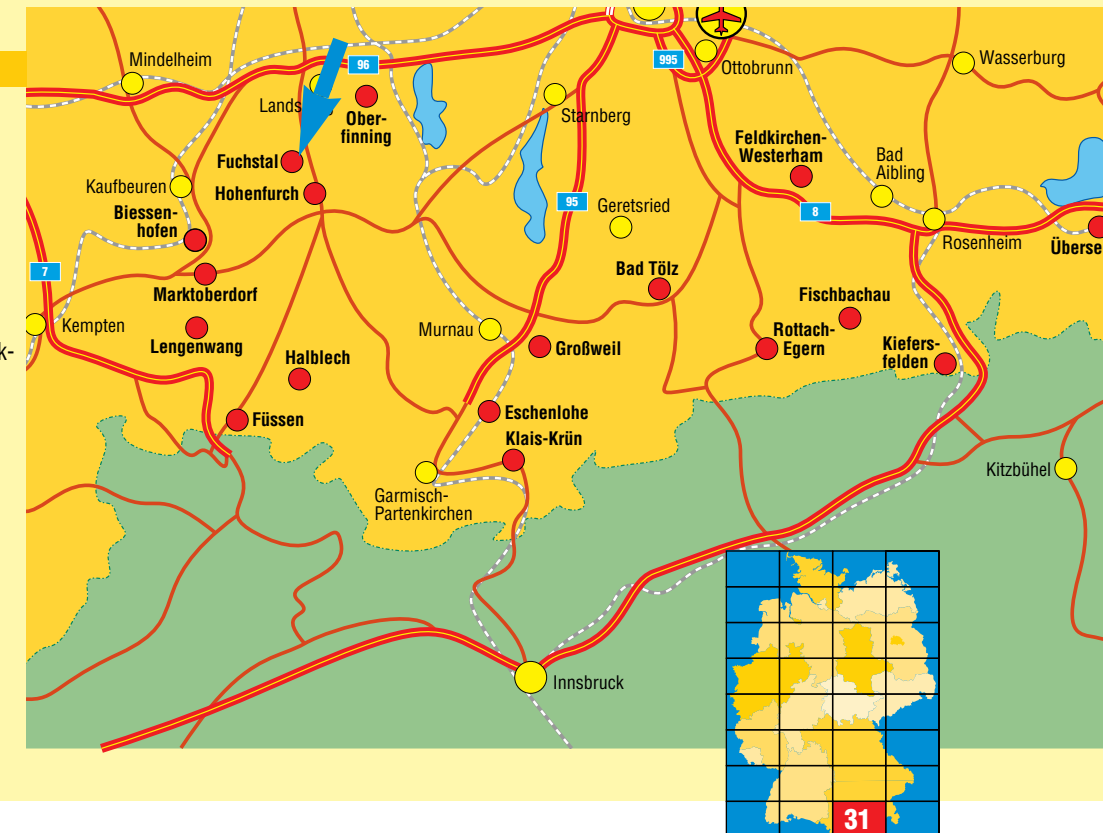 Mindelheim
96
995
Ottobrunn
Wasserburg
Lands
Ober-
finning
Starnberg
Feldkirchen-
Westerham
Bad
Aibling
Fuchstal
Kaufbeuren
Hohenfurch
95
Geretsried
8
Biessen-
hofen
Rosenheim
Überse
7
Bad Tölz
Marktoberdorf
Fischbachau
Kempten
Murnau
Rottach-
Egern
k-
Lengenwang
Halblech
Großweil
Kiefers-
felden
Füssen
Eschenlohe
Klais-Krün
Kitzbühel
Garmisch-
Partenkirchen
Innsbruck
31